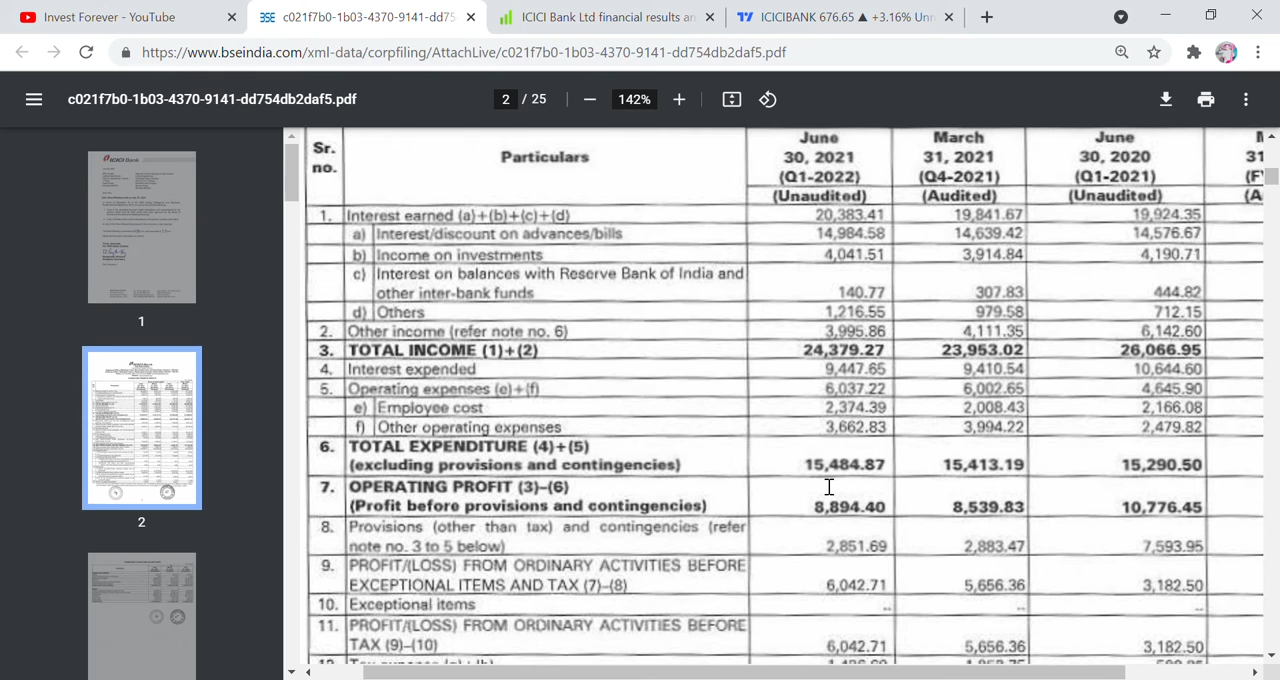 Invest Forever - YouTube
c021f7b0-1b03-4370-9141-dd75
ICICI Bank Ltd financial results an
ICICIBANK 676.65 ▲ +3.16% Unn
https://www.bseindia.com/xml-data/corpfiling/AttachLive/c021f7b0-1b03-4370-9141-dd754db2daf5.pdf
c021f7b0-1b03-4370-9141-dd754db2daf5.pdf
2 / 25
142%
1
2
ICICI Bank
Sr. no. Particulars June 30, 2021 (Q1-2022) (Unaudited) March 31, 2021 (Q4-2021) (Audited) June 30, 2020 (Q1-2021) (Unaudited)
1. Interest earned (a)+(b)+(c)+(d) 20,383.41 19,841.67 19,924.35
a) Interest/discount on advances/bills 14,984.58 14,639.42 14,576.67
b) Income on investments 4,041.51 3,914.84 4,190.71
c) Interest on balances with Reserve Bank of India and
other inter-bank funds 140.77 307.83 444.82
d) Others 1,216.55 979.58 712.15
2. Other income (refer note no. 6) 3,995.86 4,111.35 6,142.60
3. TOTAL INCOME (1)+(2) 24,379.27 23,953.02 26,066.95
4. Interest expended 9,447.65 9,410.54 10,644.60
5. Operating expenses (e)+(f) 6,037.22 6,002.65 4,645.90
e) Employee cost 2,374.39 2,008.43 2,166.08
f) Other operating expenses 3,662.83 3,994.22 2,479.82
6. TOTAL EXPENDITURE (4)+(5)
(excluding provisions and contingencies) 15,484.87 15,413.19 15,290.50
7. OPERATING PROFIT (3)–(6)
(Profit before provisions and contingencies) 8,894.40 8,539.83 10,776.45
8. Provisions (other than tax) and contingencies (refer
note no. 3 to 5 below) 2,851.69 2,883.47 7,593.95
9. PROFIT/(LOSS) FROM ORDINARY ACTIVITIES BEFORE
EXCEPTIONAL ITEMS AND TAX (7)–(8) 6,042.71 5,656.36 3,182.50
10. Exceptional items .. .. ..
11. PROFIT/(LOSS) FROM ORDINARY ACTIVITIES BEFORE
TAX (9)–(10) 6,042.71 5,656.36 3,182.50